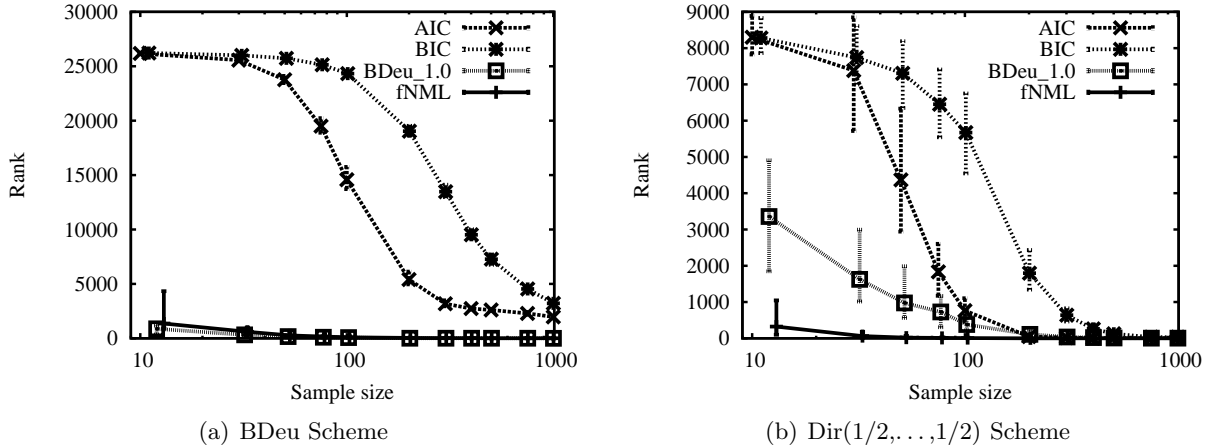 30000
25000
20000
15000
10000
5000
0
Rank
10
100
1000
Sample size
AIC
BIC
BDeu_1.0
fNML
(a) BDeu Scheme
9000
8000
7000
6000
5000
4000
3000
2000
1000
0
Rank
10
100
1000
Sample size
AIC
BIC
BDeu_1.0
fNML
(b) Dir(1/2,...,1/2) Scheme